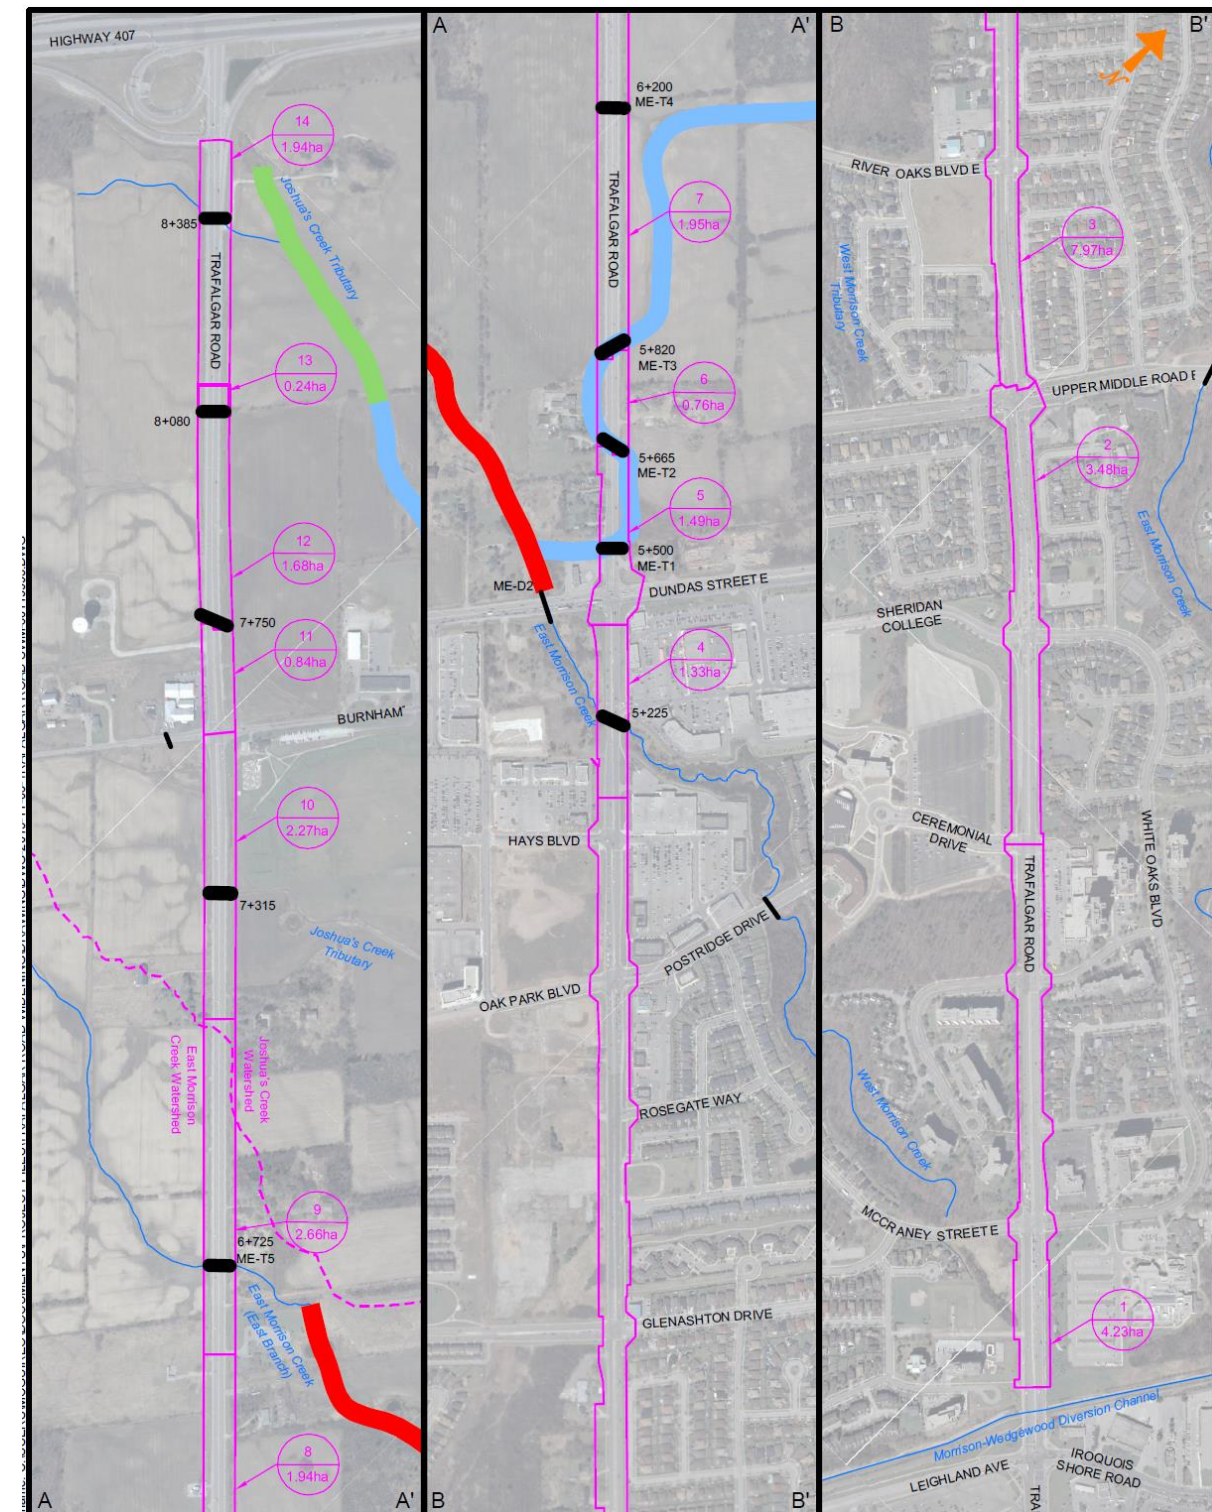 HIGHWAY 407
14
1.94ha
Joshua's Creek Tributary
8+385
TRAFALGAR ROAD
13
0.24ha
8+080
12
1.68ha
7+750
11
0.84ha
BURNHAM
10
2.27ha
7+315
Joshua's Creek
Tributary
East Morrison
Creek Watershed
Joshua's Creek
Watershed
9
2.66ha
6+725
ME-T5
East Morrison Creek
(East Branch)
8
1.94ha
A
A'
A
A'
6+200
ME-T4
TRAFALGAR ROAD
7
1.95ha
5+820
ME-T3
6
0.76ha
5+665
ME-T2
5
1.49ha
5+500
ME-T1
ME-D2
DUNDAS STREET E
East Morrison Creek
4
1.33ha
5+225
HAYS BLVD
POSTRIDGE DRIVE
OAK PARK BLVD
ROSEGATE WAY
GLENASHTON DRIVE
B
B'
B
B'
N
RIVER OAKS BLVD E
3
7.97ha
West Morrison Creek
Tributary
UPPER MIDDLE ROAD E
2
3.48ha
East Morrison Creek
SHERIDAN
COLLEGE
CEREMONIAL
DRIVE
WHITE OAKS BLVD
TRAFALGAR ROAD
West Morrison Creek
MCCRANEY STREET E
1
4.23ha
Morrison-Wedgewood Diversion Channel
LEIGHLAND AVE
IROQUOIS
SHORE ROAD
TRA